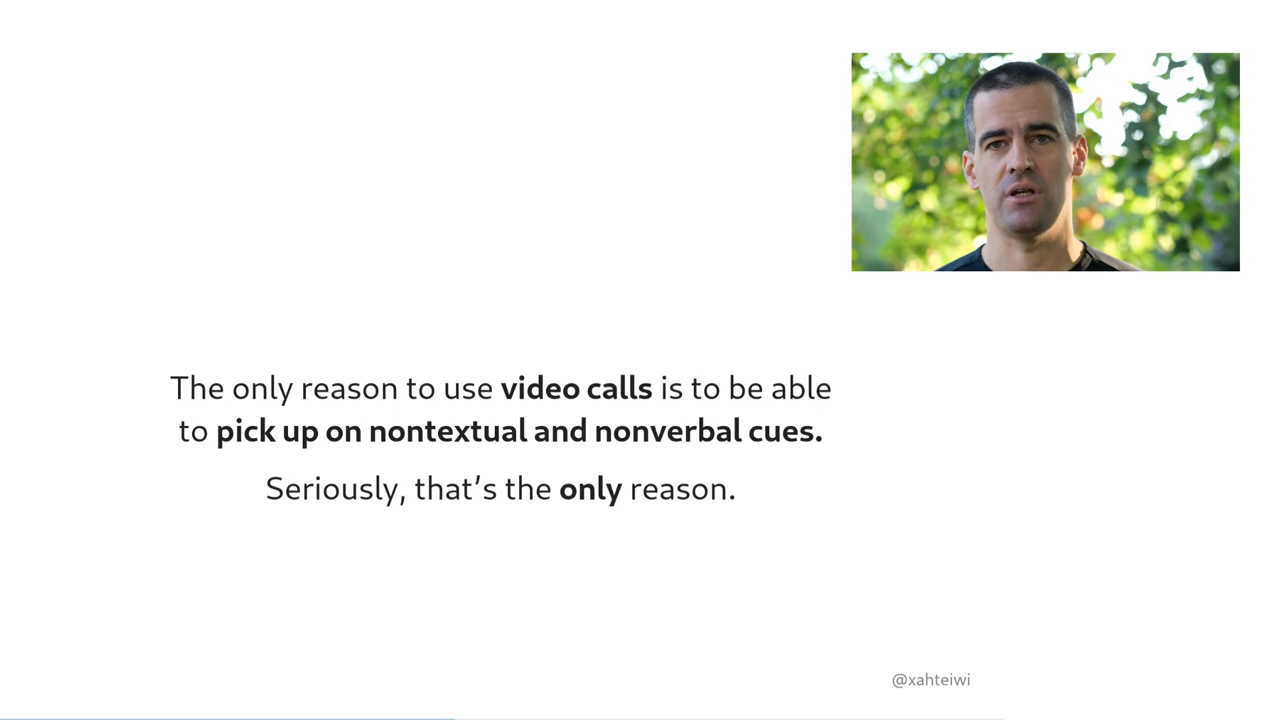 The only reason to use video calls is to be able
to pick up on nontextual and nonverbal cues.
Seriously, that’s the only reason.
@xahteiwi